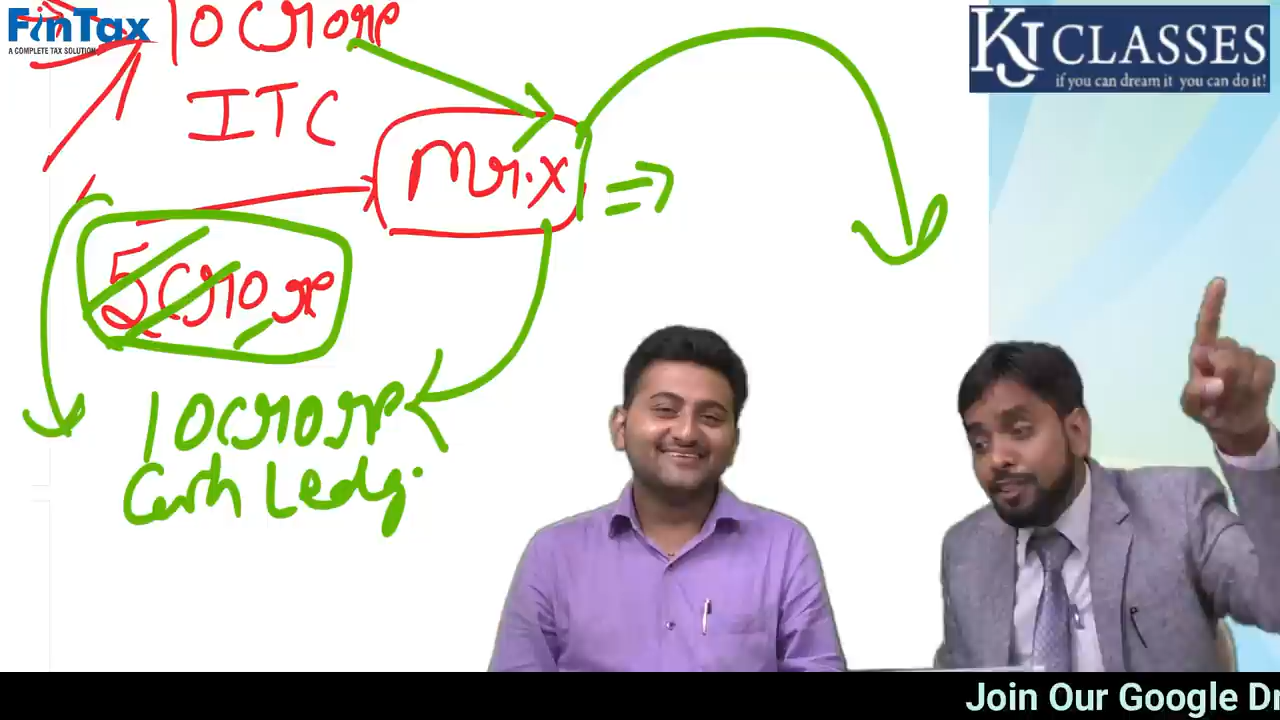 FinTax
A COMPLETE TAX SOLUTION
10 crore
ITC
Mr. X
5 crore
10 crore
Cash Ledg.
KJ CLASSES
if you can dream it you can do it!
Join Our Google Dr